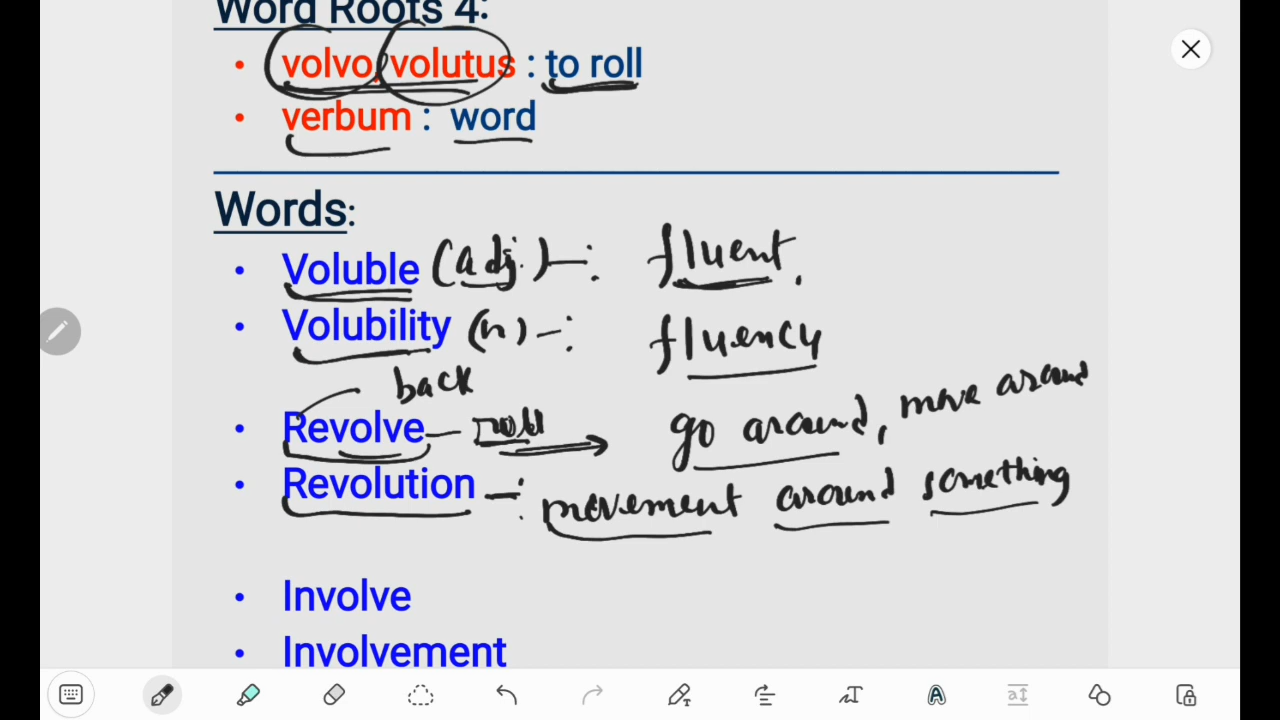 Word Roots 4:
• volvo, volutus : to roll
• verbum : word
Words:
• Voluble (adj.) —: fluent.
• Volubility (n) —: fluency
back
• Revolve — roll → go around, move around
• Revolution —: movement around something
• Involve
• Involvement